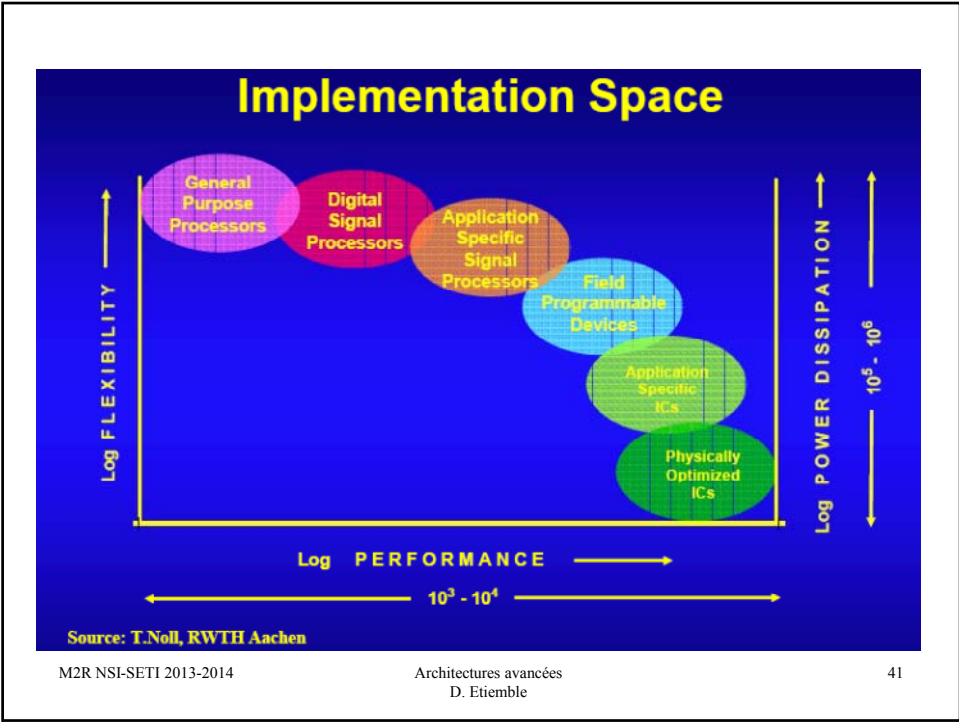 Implementation Space
General
Purpose
Processors
Digital
Signal
Processors
Application
Specific
Signal
Processors
Field
Programmable
Devices
Application
Specific
ICs
Physically
Optimized
ICs
Log FLEXIBILITY
Log POWER DISSIPATION
10⁵ - 10⁶
Log PERFORMANCE
10³ - 10⁴
Source: T.Noll, RWTH Aachen
M2R NSI-SETI 2013-2014
Architectures avancées
D. Etiemble
41